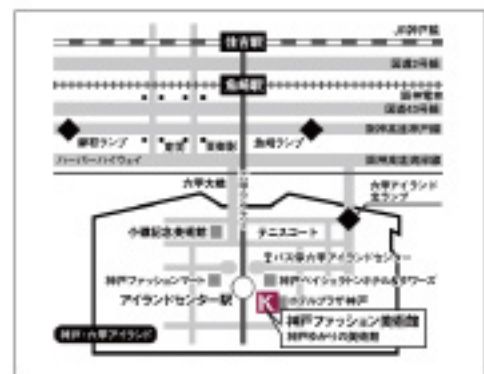 JR神戸線
住吉駅
国道2号線
魚崎駅
阪神電車
国道43号線
阪神高速神戸線
魚崎ランプ
ハーバーハイウェイ
阪神高速湾岸線
六甲大橋
六甲アイランド
北ランプ
小磯記念美術館
テニスコート
バス停六甲アイランドセンター
神戸ファッションマート
神戸ベイシェラトンホテル&タワーズ
アイランドセンター駅
K
ホテルプラザ神戸
神戸ファッション美術館
神戸ゆかりの美術館
神戸・六甲アイランド